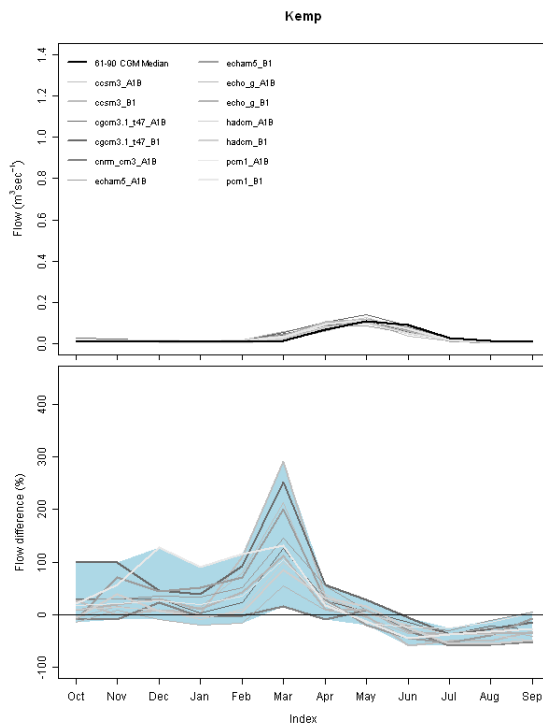 Kemp
Flow (m³sec⁻¹)
1.4
1.2
1.0
0.8
0.6
0.4
0.2
0.0
61-90 CGM Median
ccsm3_A1B
ccsm3_B1
cgcm3.1_t47_A1B
cgcm3.1_t47_B1
cnrm_cm3_A1B
echam5_A1B
echam5_B1
echo_g_A1B
echo_g_B1
hadcm_A1B
hadcm_B1
pcm1_A1B
pcm1_B1
Flow difference (%)
400
300
200
100
0
-100
Oct Nov Dec Jan Feb Mar Apr May Jun Jul Aug Sep
Index